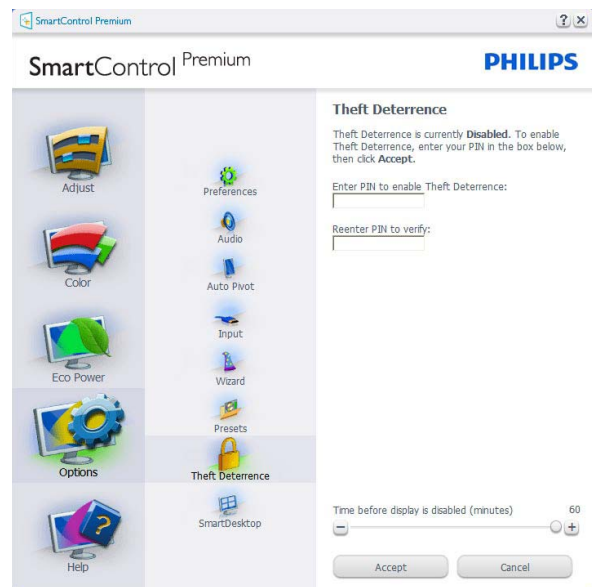 SmartControl Premium
SmartControl Premium
PHILIPS
Adjust
Color
Eco Power
Options
Help
Preferences
Audio
Auto Pivot
Input
Wizard
Presets
Theft Deterrence
SmartDesktop
Theft Deterrence
Theft Deterrence is currently Disabled. To enable
Theft Deterrence, enter your PIN in the box below,
then click Accept.
Enter PIN to enable Theft Deterrence:
Reenter PIN to verify:
Time before display is disabled (minutes) 60
Accept Cancel